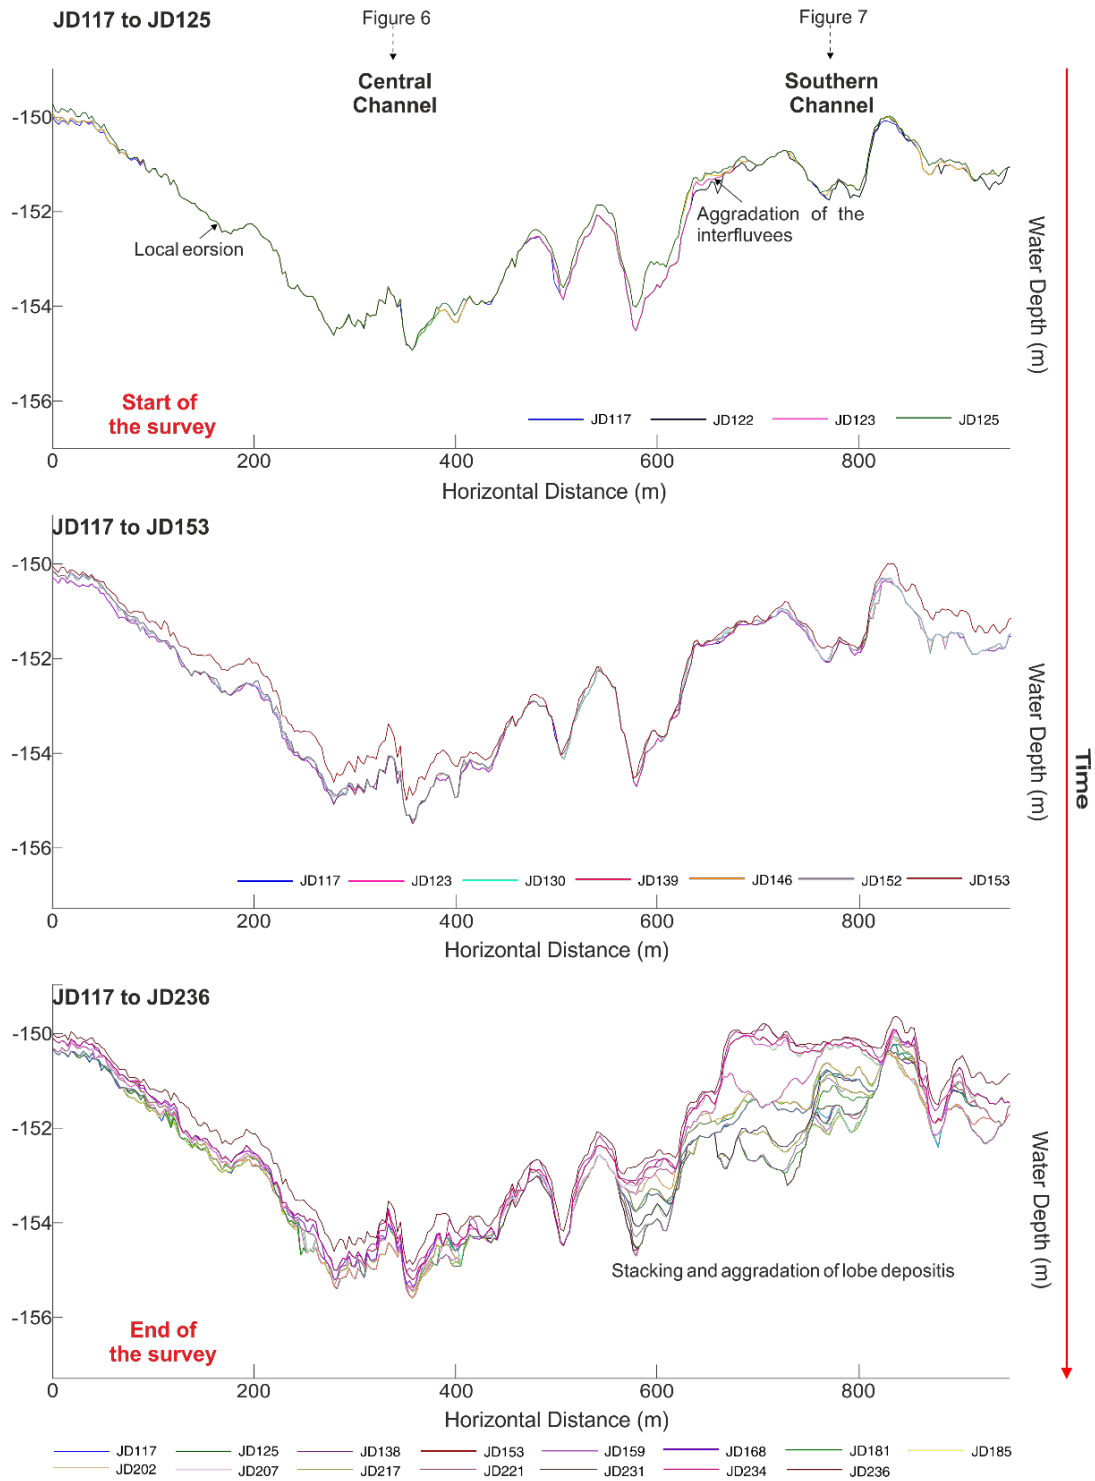 JD117 to JD125
Figure 6
Figure 7
Central
Channel
Southern
Channel
-150
-152
-154
-156
Local eorsion
Aggradation of the
interfluvees
Water Depth (m)
Start of
the survey
JD117 JD122 JD123 JD125
0 200 400 600 800
Horizontal Distance (m)
JD117 to JD153
-150
-152
-154
-156
Water Depth (m)
Time
JD117 JD123 JD130 JD139 JD146 JD152 JD153
0 200 400 600 800
Horizontal Distance (m)
JD117 to JD236
-150
-152
-154
-156
Water Depth (m)
Stacking and aggradation of lobe depositis
End of
the survey
0 200 400 600 800
Horizontal Distance (m)
JD117 JD125 JD138 JD153 JD159 JD168 JD181 JD185
JD202 JD207 JD217 JD221 JD231 JD234 JD236